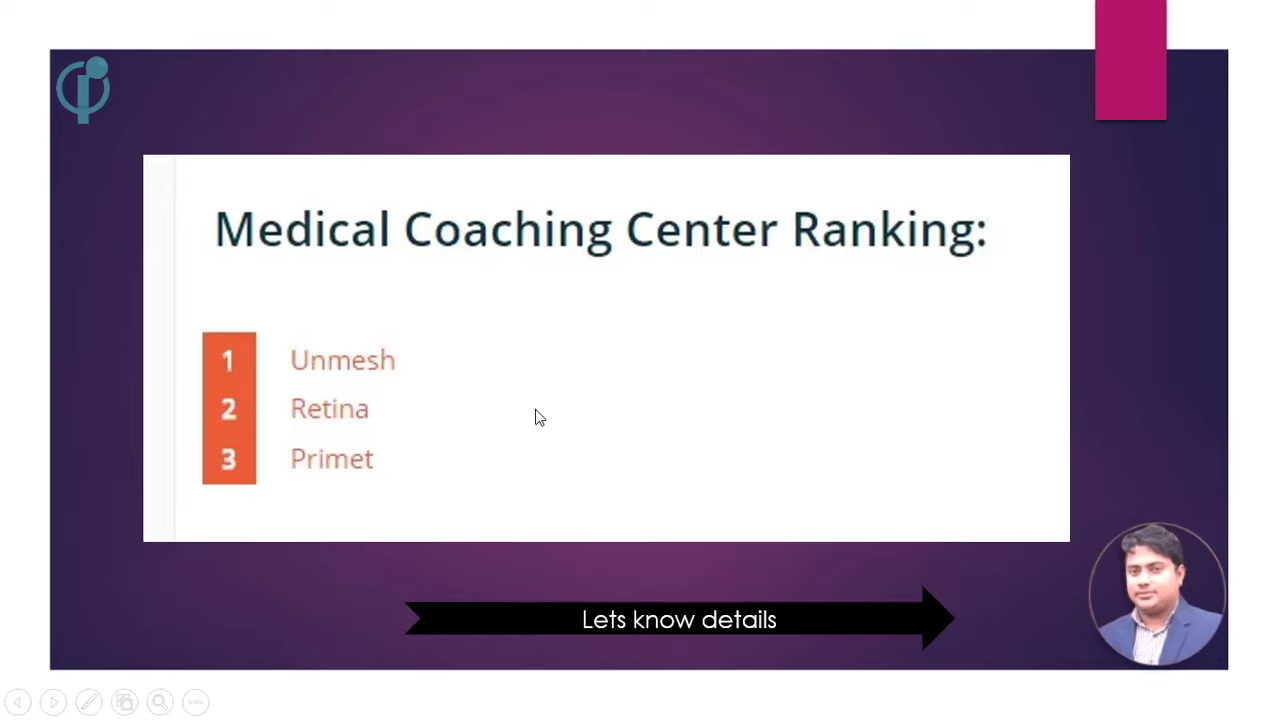 Medical Coaching Center Ranking:
1 Unmesh
2 Retina
3 Primet
Lets know details